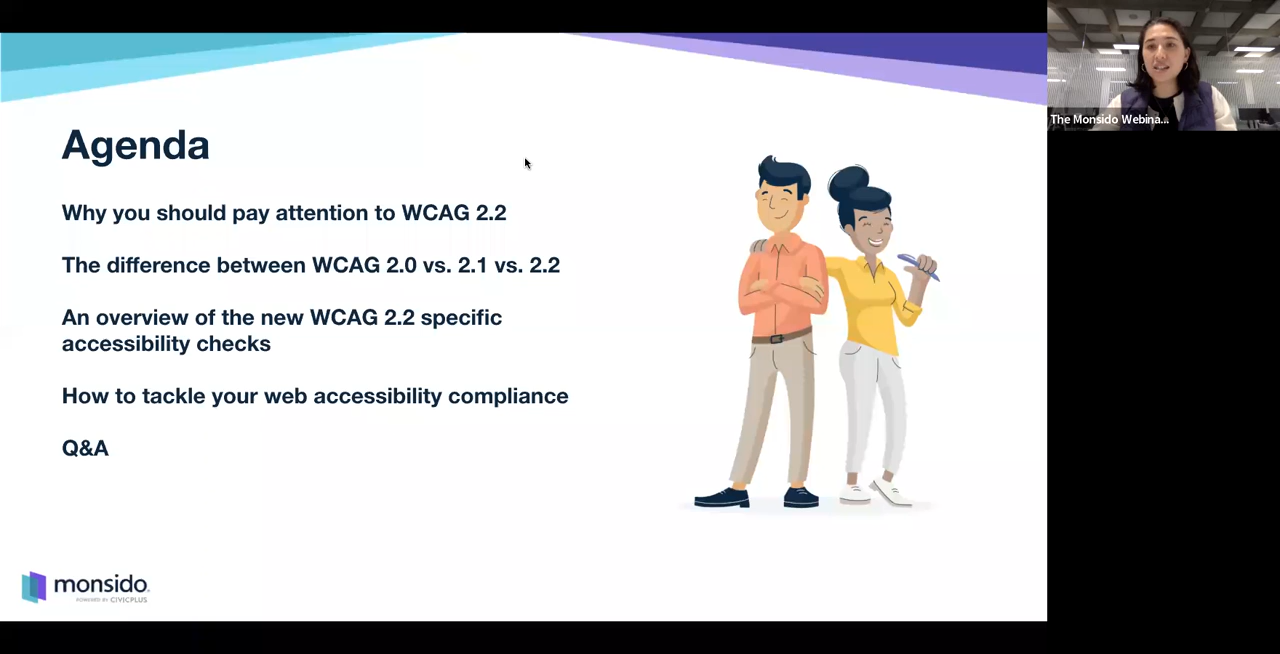 The Monsido Webina...
Agenda
Why you should pay attention to WCAG 2.2
The difference between WCAG 2.0 vs. 2.1 vs. 2.2
An overview of the new WCAG 2.2 specific
accessibility checks
How to tackle your web accessibility compliance
Q&A
monsido
POWERED BY CIVICPLUS